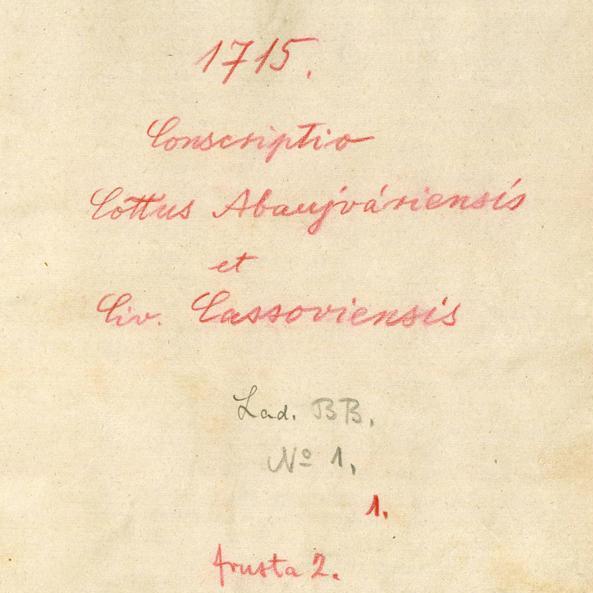 1715.
Conscriptio
Cottus Abaujváriensis
et
Civ. Cassoviensis
Lad. BB.
Nº 1.
1.
frusta 2.